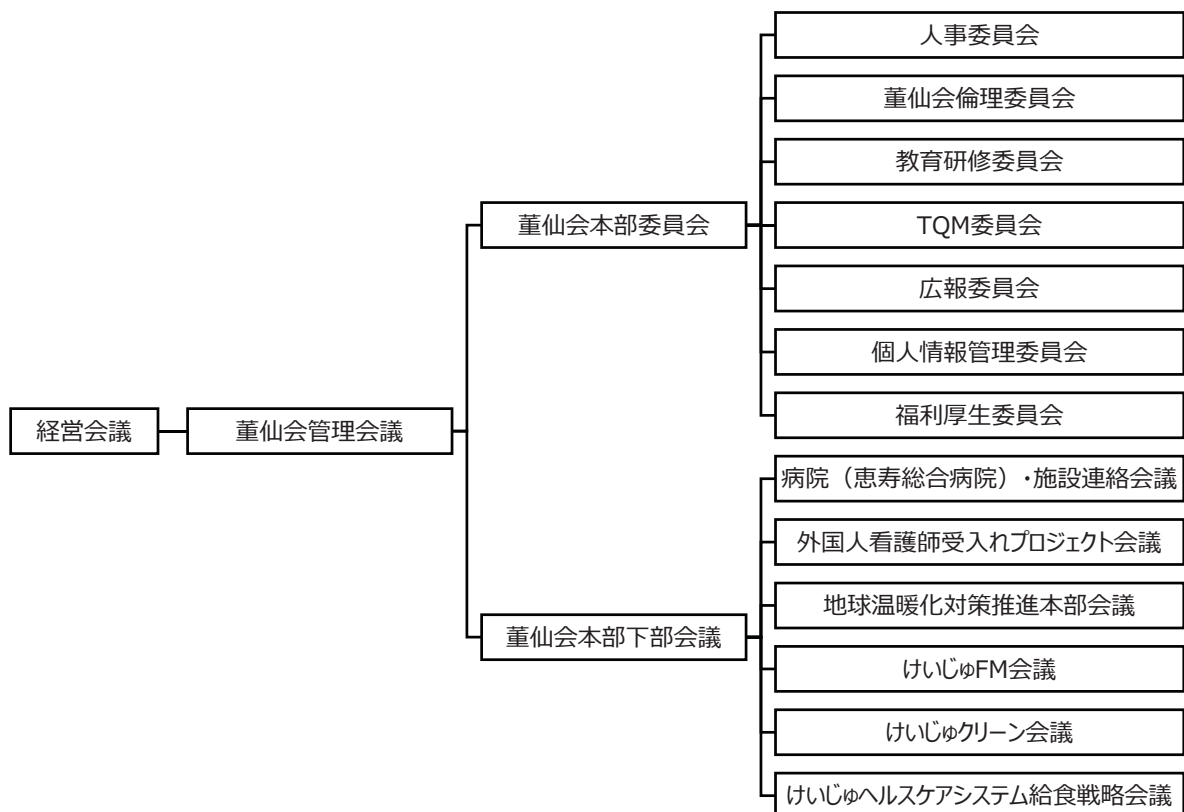 経営会議
董仙会管理会議
董仙会本部委員会
人事委員会
董仙会倫理委員会
教育研修委員会
TQM委員会
広報委員会
個人情報管理委員会
福利厚生委員会
董仙会本部下部会議
病院（恵寿総合病院）・施設連絡会議
外国人看護師受入れプロジェクト会議
地球温暖化対策推進本部会議
けいじゅFM会議
けいじゅクリーン会議
けいじゅヘルスケアシステム給食戦略会議